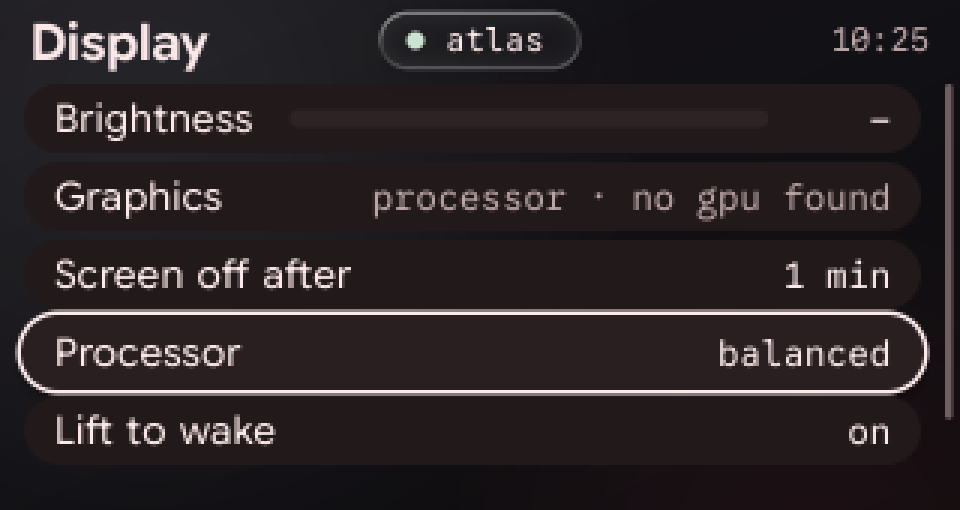 Display
atlas
10:25
Brightness –
Graphics processor · no gpu found
Screen off after 1 min
Processor balanced
Lift to wake on